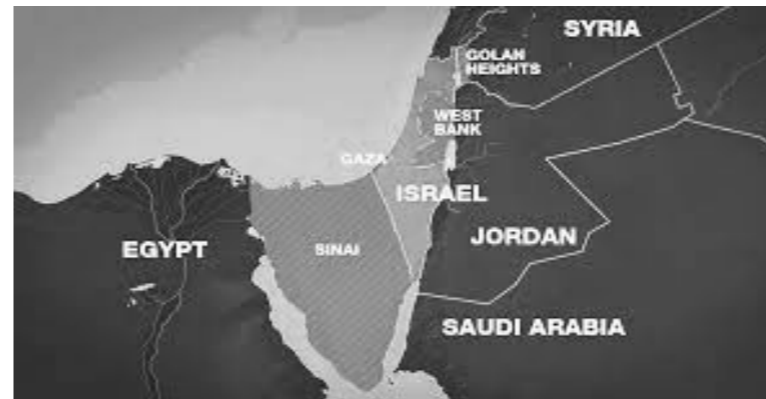 SYRIA
GOLAN
HEIGHTS
WEST
BANK
GAZA
ISRAEL
JORDAN
EGYPT
SINAI
SAUDI ARABIA